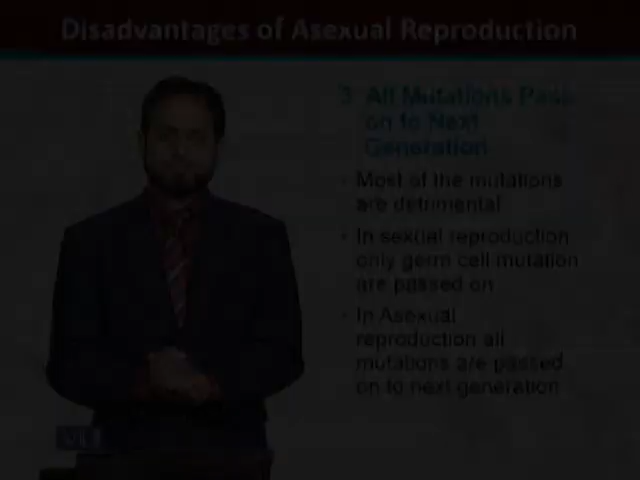 Disadvantages of Asexual Reproduction
3. All Mutations Pass
on to Next
Generation
- Most of the mutations
are detrimental
- In sexual reproduction
only germ cell mutation
are passed on
- In Asexual
reproduction all
mutations are passed
on to next generation